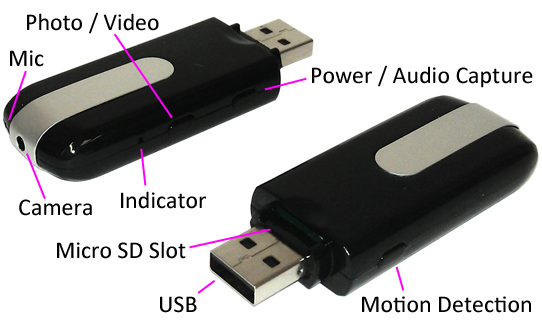 Photo / Video
Mic
Power / Audio Capture
Camera
Indicator
Micro SD Slot
USB
Motion Detection